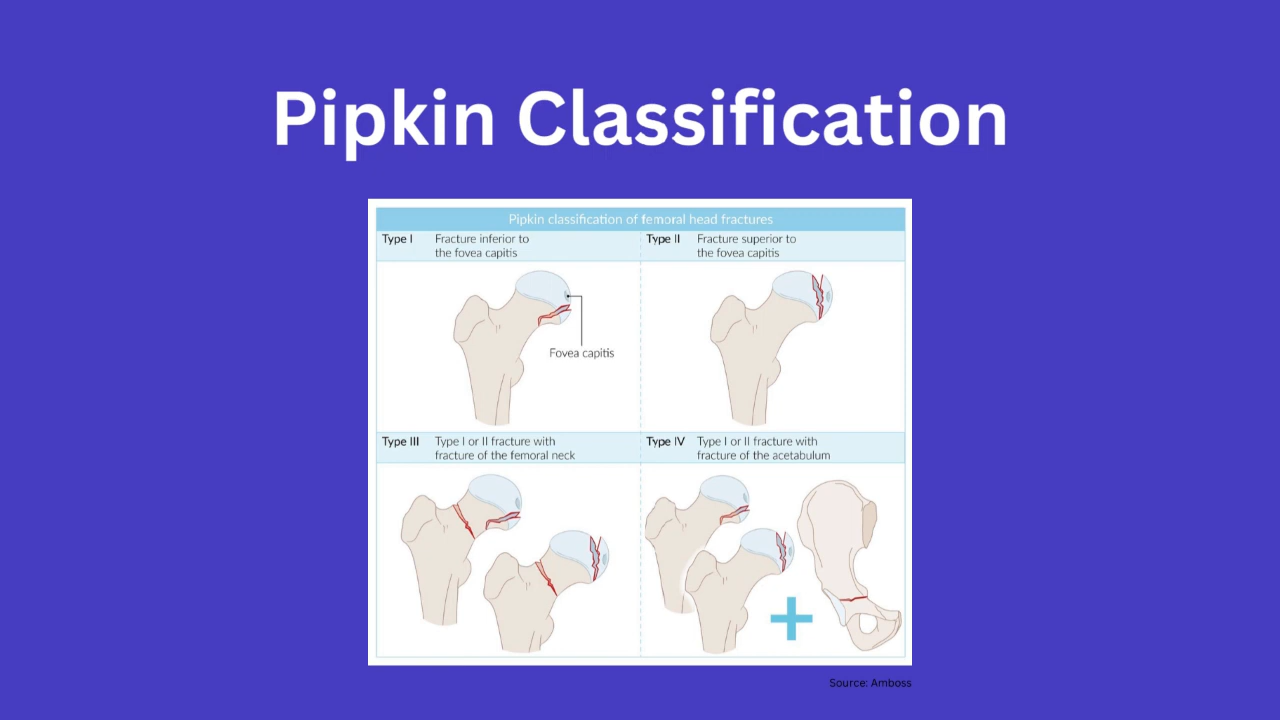 Pipkin Classification
Pipkin classification of femoral head fractures
Type I Fracture inferior to
the fovea capitis
Type II Fracture superior to
the fovea capitis
Fovea capitis
Type III Type I or II fracture with
fracture of the femoral neck
Type IV Type I or II fracture with
fracture of the acetabulum
Source: Amboss